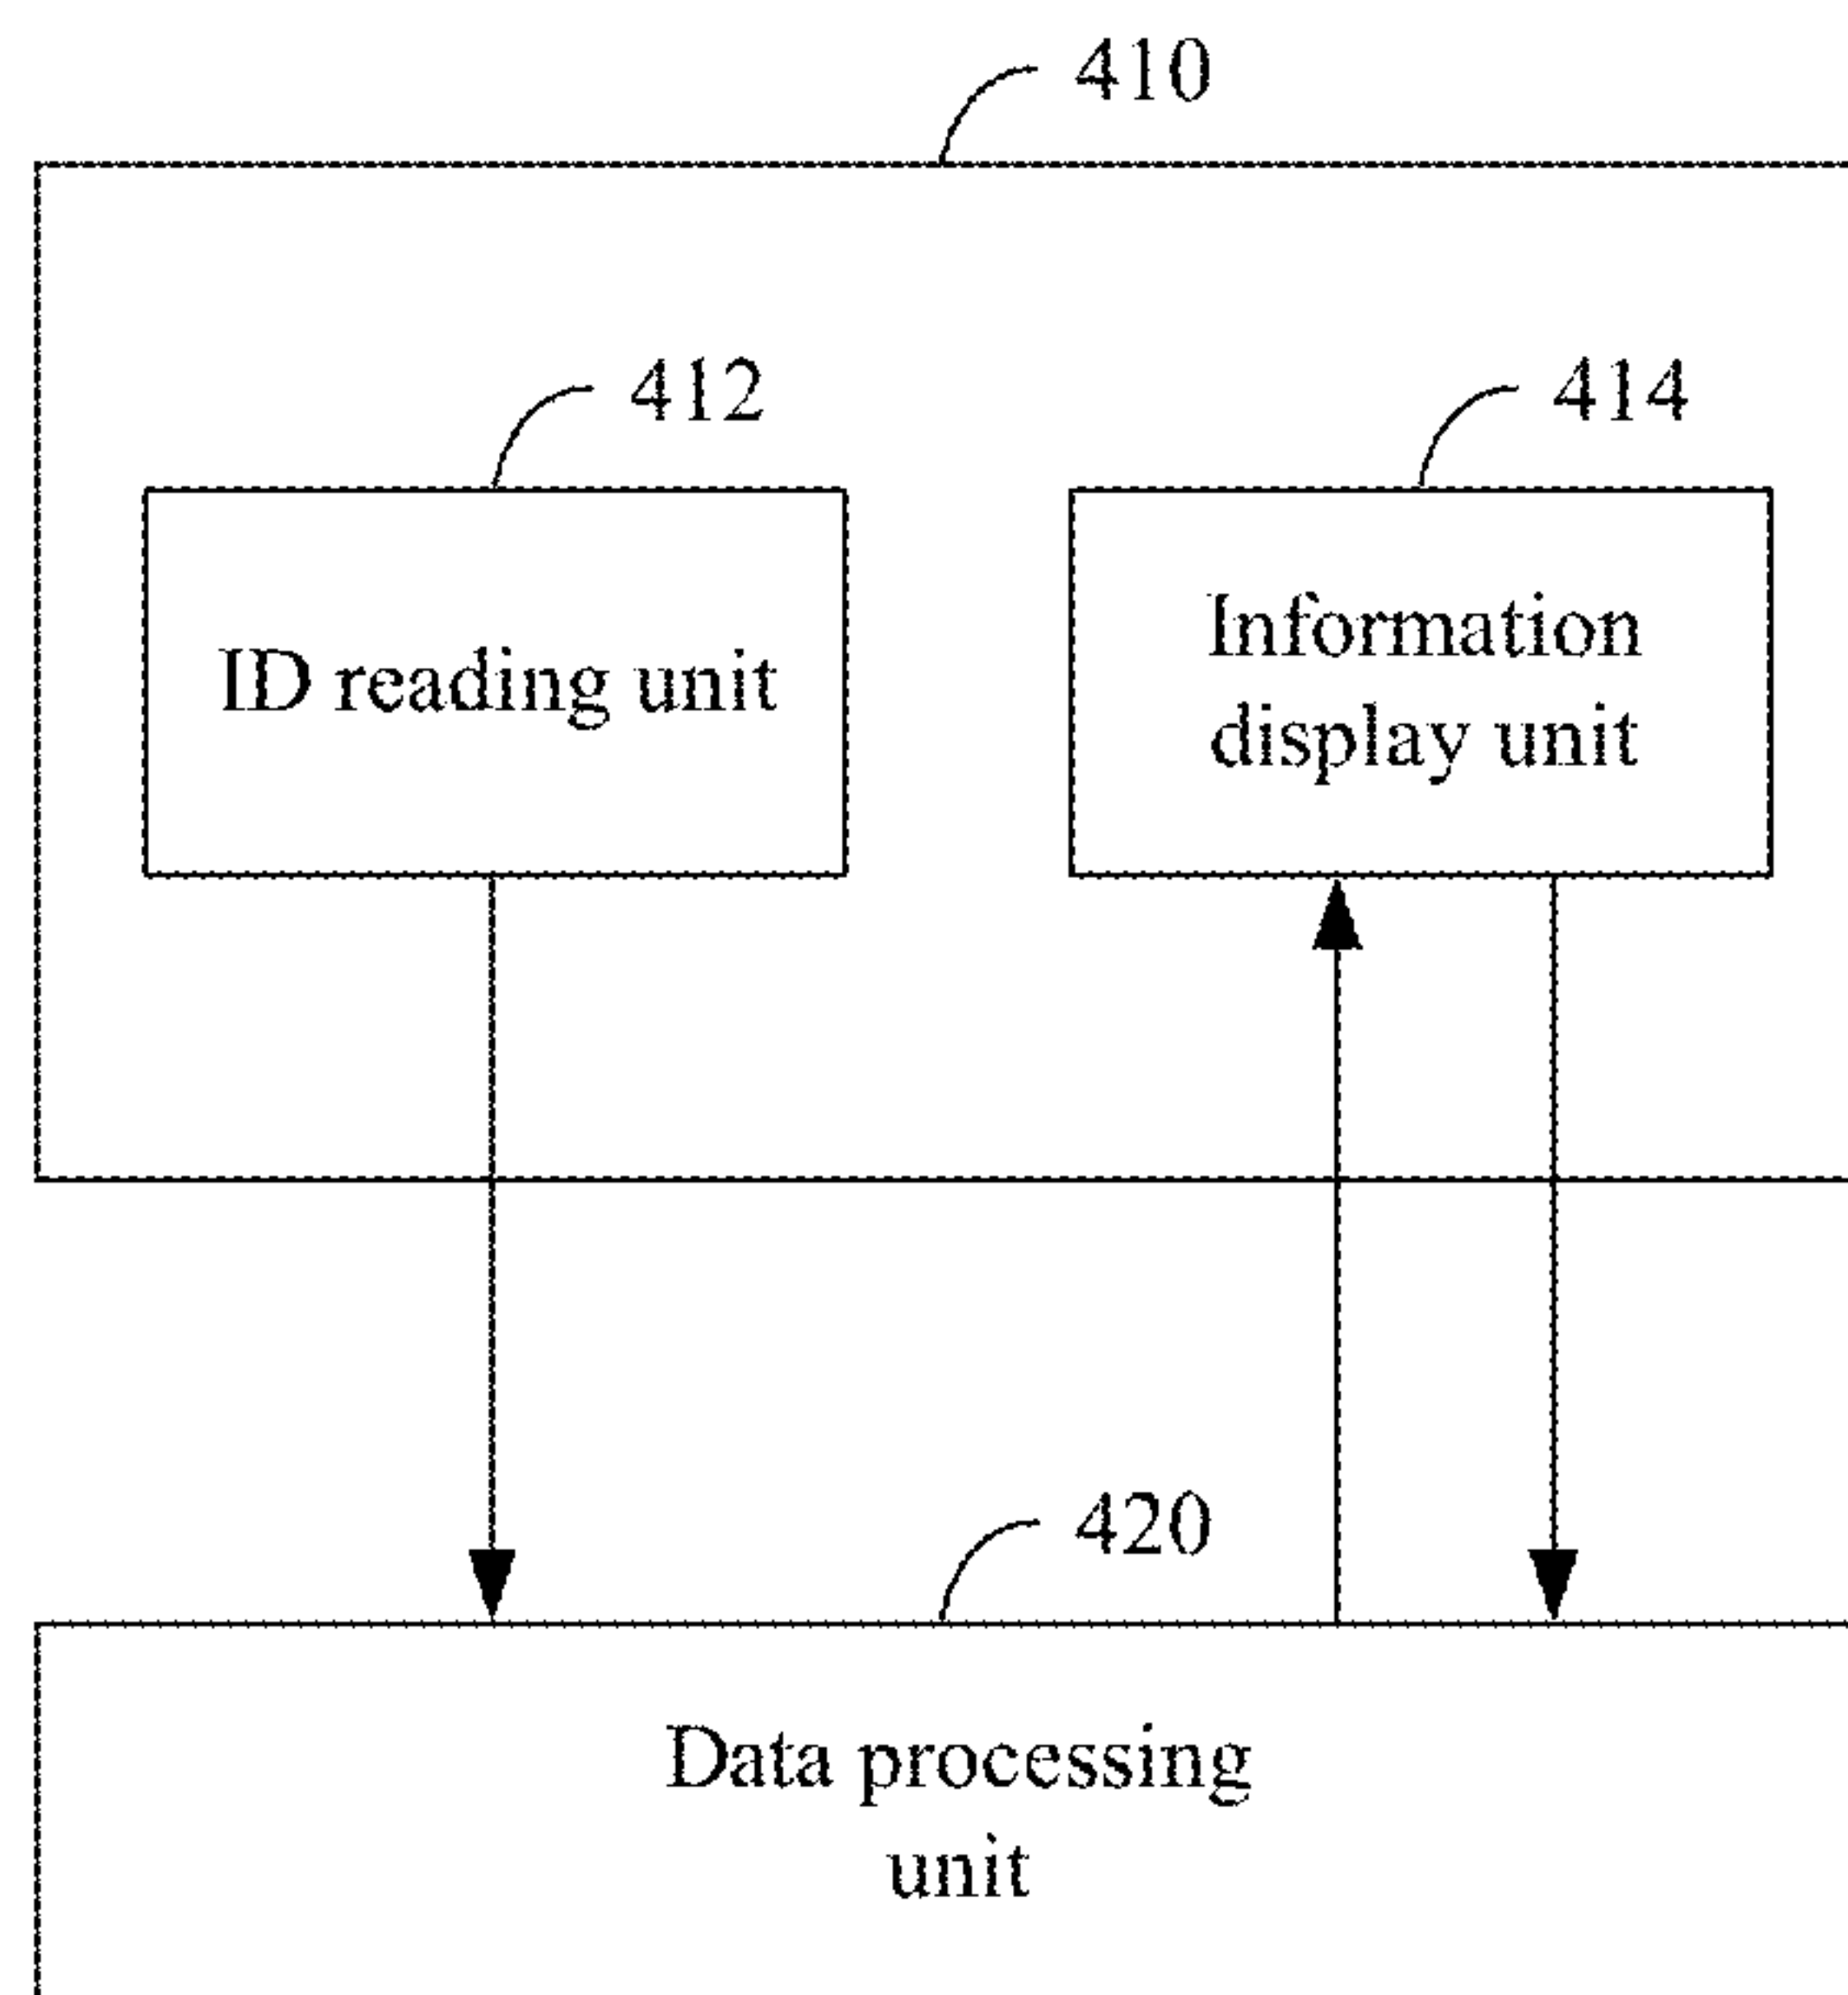 410
412
414
ID reading unit
Information
display unit
420
Data processing
unit